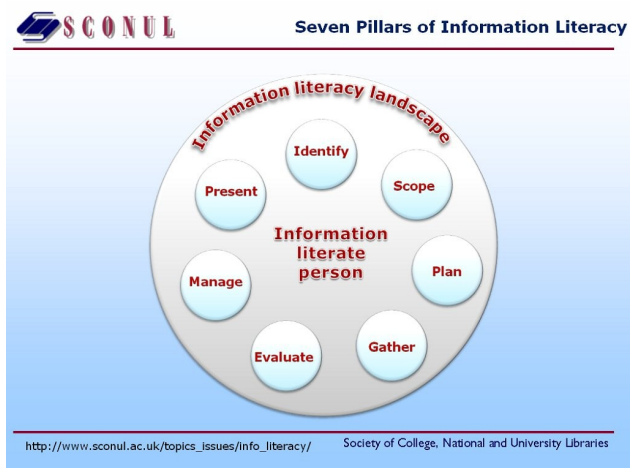 SCONUL
Seven Pillars of Information Literacy
Information literacy landscape
Identify
Scope
Plan
Gather
Evaluate
Manage
Present
Information
literate
person
http://www.sconul.ac.uk/topics_issues/info_literacy/
Society of College, National and University Libraries